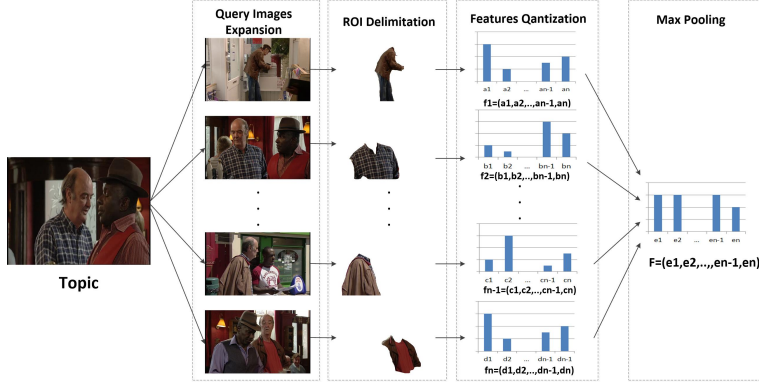 Query Images
Expansion
ROI Delimitation
Features Qantization
Max Pooling
a1 a2 ... an-1 an
f1=(a1,a2,..,an-1,an)
b1 b2 ... bn-1 bn
f2=(b1,b2,..,bn-1,bn)
Topic
c1 c2 ... cn-1 cn
fn-1=(c1,c2,..,cn-1,cn)
d1 d2 ... dn-1 dn-1
fn=(d1,d2,..,dn-1,dn)
e1 e2 ... en-1 en
F=(e1,e2,..,,en-1,en)